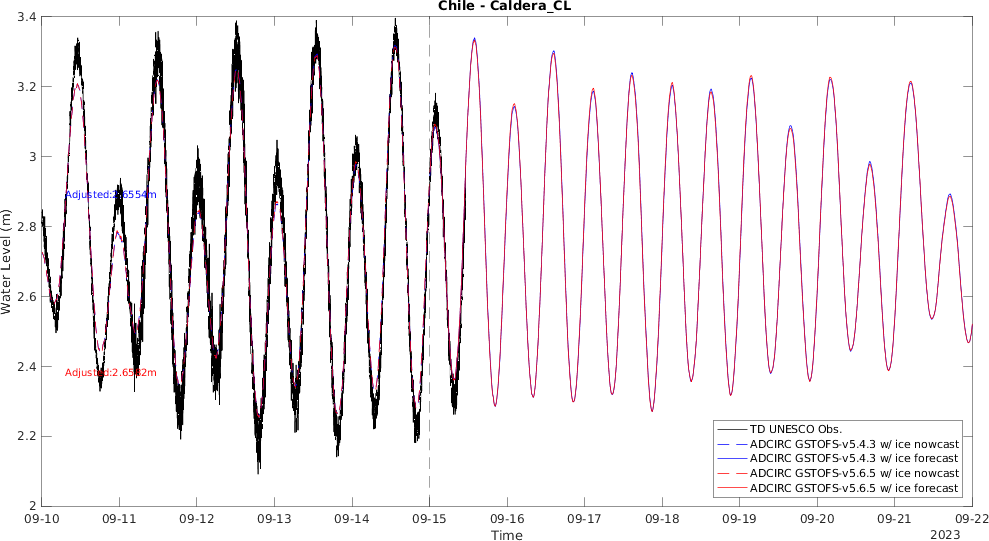 Chile - Caldera_CL
3.4
3.2
3
2.8
2.6
2.4
2.2
2
Water Level (m)
Adjusted:2.6554m
TD UNESCO Obs.
ADCIRC GSTOFS-v5.4.3 w/ ice nowcast
ADCIRC GSTOFS-v5.4.3 w/ ice forecast
ADCIRC GSTOFS-v5.6.5 w/ ice nowcast
ADCIRC GSTOFS-v5.6.5 w/ ice forecast
09-10
09-11
09-12
09-13
09-14
09-15
09-16
09-17
09-18
09-19
09-20
09-21
09-22
Time
2023